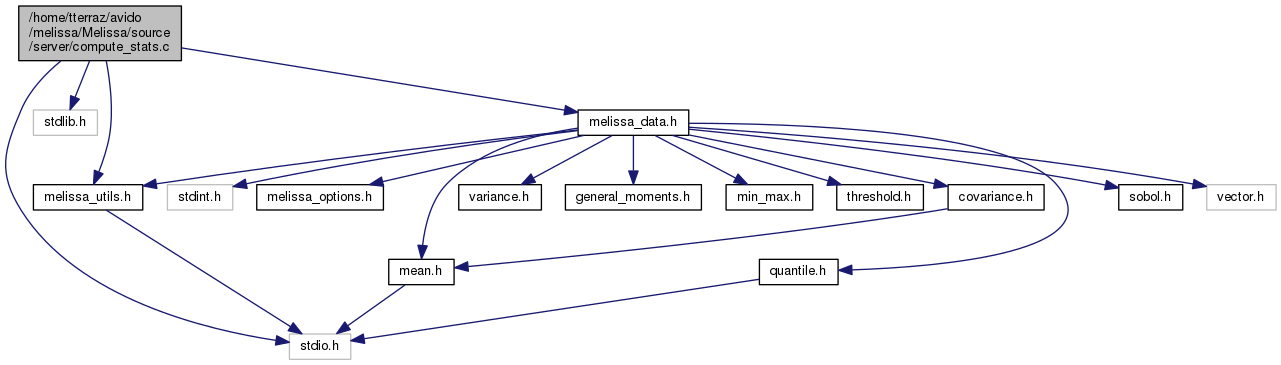 /home/tterraz/avido
/melissa/Melissa/source
/server/compute_stats.c
stdlib.h
melissa_data.h
melissa_utils.h
stdint.h
melissa_options.h
variance.h
general_moments.h
min_max.h
threshold.h
covariance.h
sobol.h
vector.h
mean.h
quantile.h
stdio.h